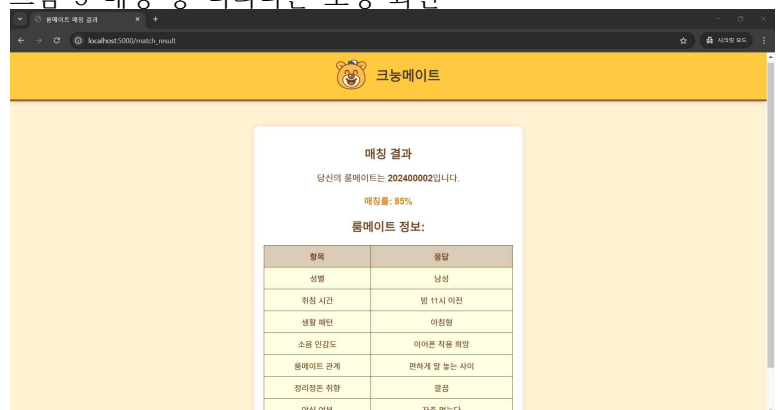 룸메이트 매칭 결과
localhost:5000/match_result
시크릿 모드
크눙메이트
매칭 결과
당신의 룸메이트는 202400002입니다.
매칭률: 85%
룸메이트 정보:
항목 응답
성별 남성
취침 시간 밤 11시 이전
생활 패턴 아침형
소음 민감도 이어폰 착용 희망
룸메이트 관계 편하게 말 놓는 사이
정리정돈 취향 깔끔